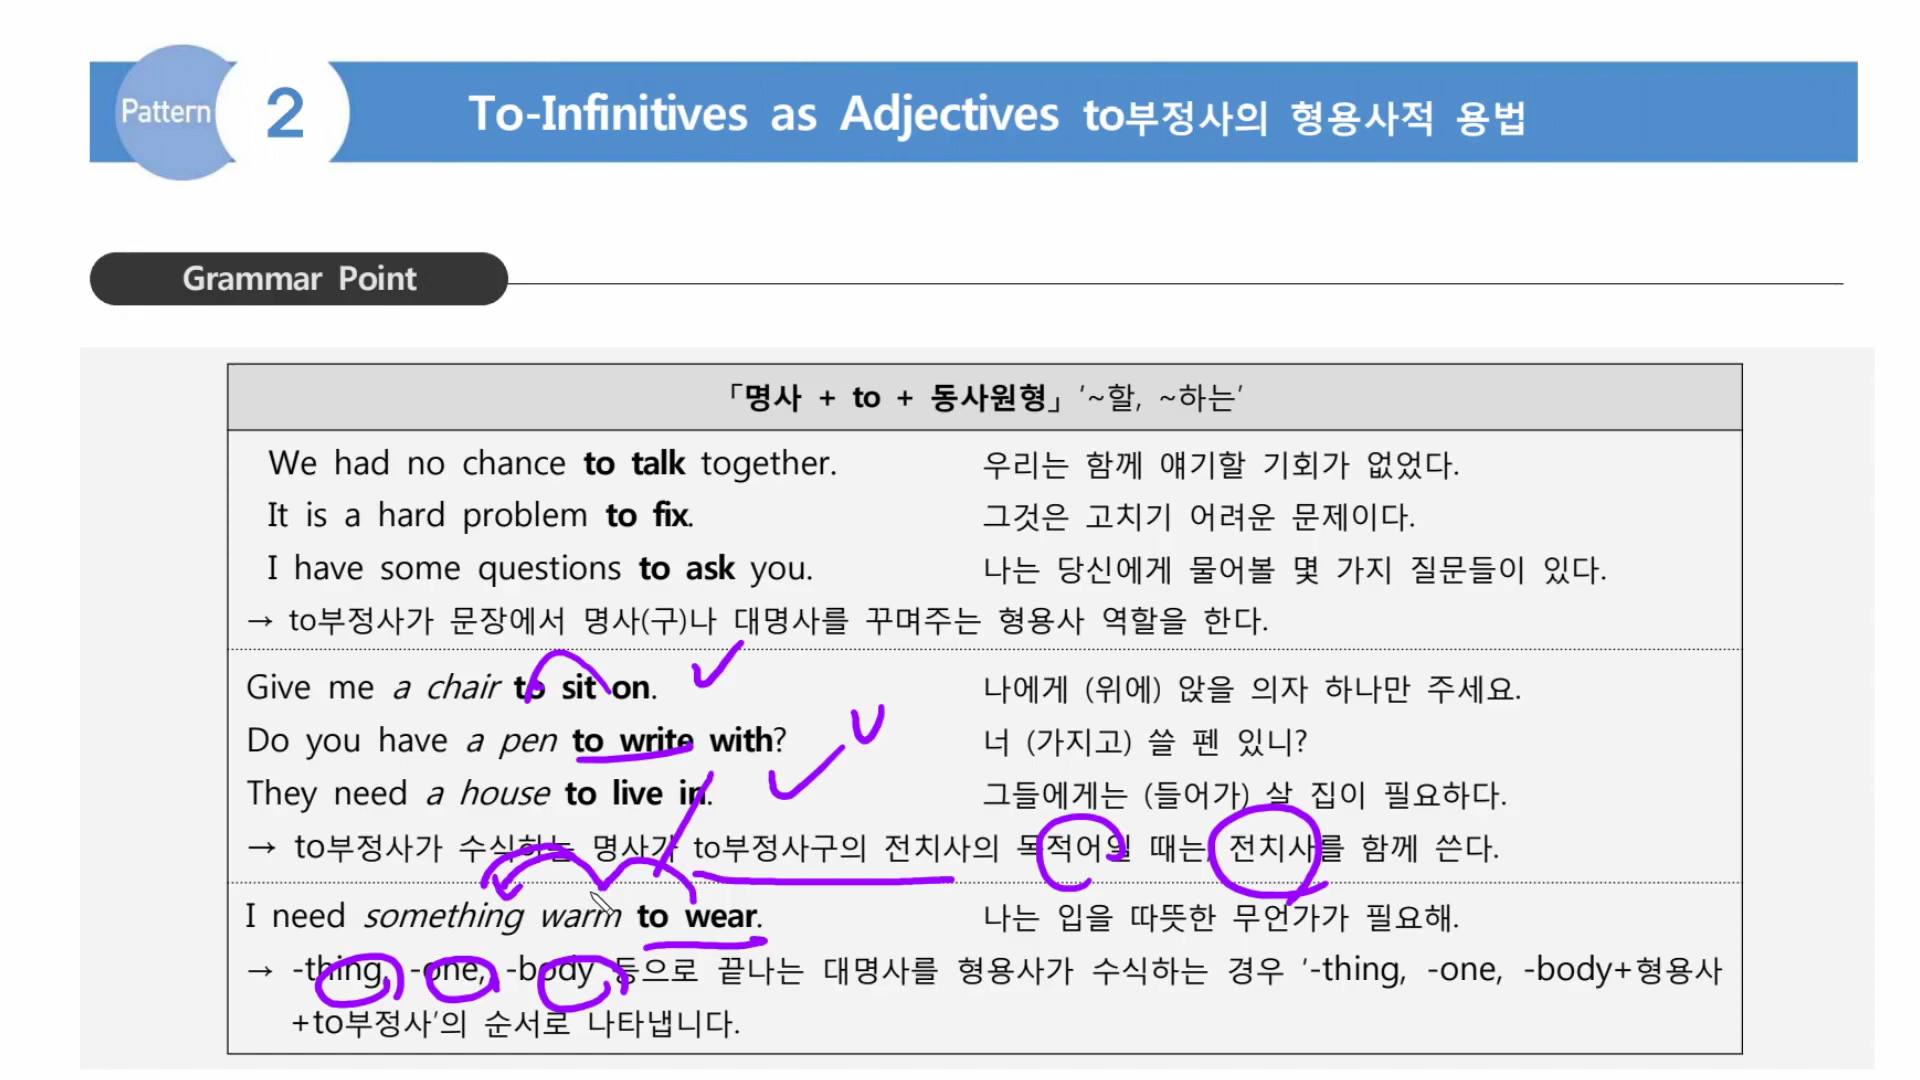 Pattern 2 To-Infinitives as Adjectives to부정사의 형용사적 용법
Grammar Point
「명사 + to + 동사원형」 '~할, ~하는'
We had no chance to talk together. 우리는 함께 얘기할 기회가 없었다.
It is a hard problem to fix. 그것은 고치기 어려운 문제이다.
I have some questions to ask you. 나는 당신에게 물어볼 몇 가지 질문들이 있다.
→ to부정사가 문장에서 명사(구)나 대명사를 꾸며주는 형용사 역할을 한다.
Give me a chair to sit on. 나에게 (위에) 앉을 의자 하나만 주세요.
Do you have a pen to write with? 너 (가지고) 쓸 펜 있니?
They need a house to live in. 그들에게는 (들어가) 살 집이 필요하다.
→ to부정사가 수식하는 명사가 to부정사구의 전치사의 목적어일 때는, 전치사를 함께 쓴다.
I need something warm to wear. 나는 입을 따뜻한 무언가가 필요해.
→ -thing, -one, -body 등으로 끝나는 대명사를 형용사가 수식하는 경우 '-thing, -one, -body+형용사
+to부정사'의 순서로 나타냅니다.